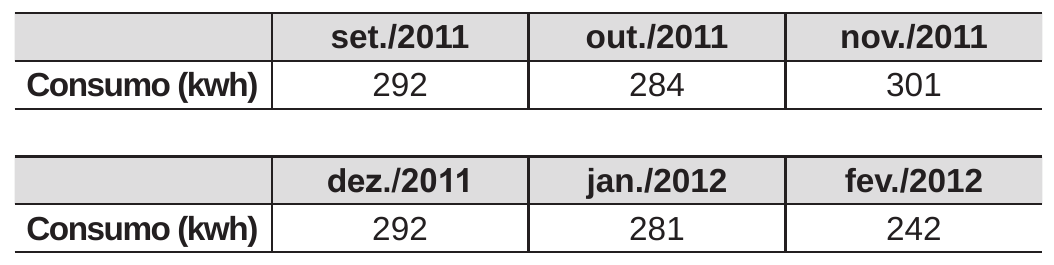 set./2011 out./2011 nov./2011
Consumo (kwh) 292 284 301
dez./2011 jan./2012 fev./2012
Consumo (kwh) 292 281 242